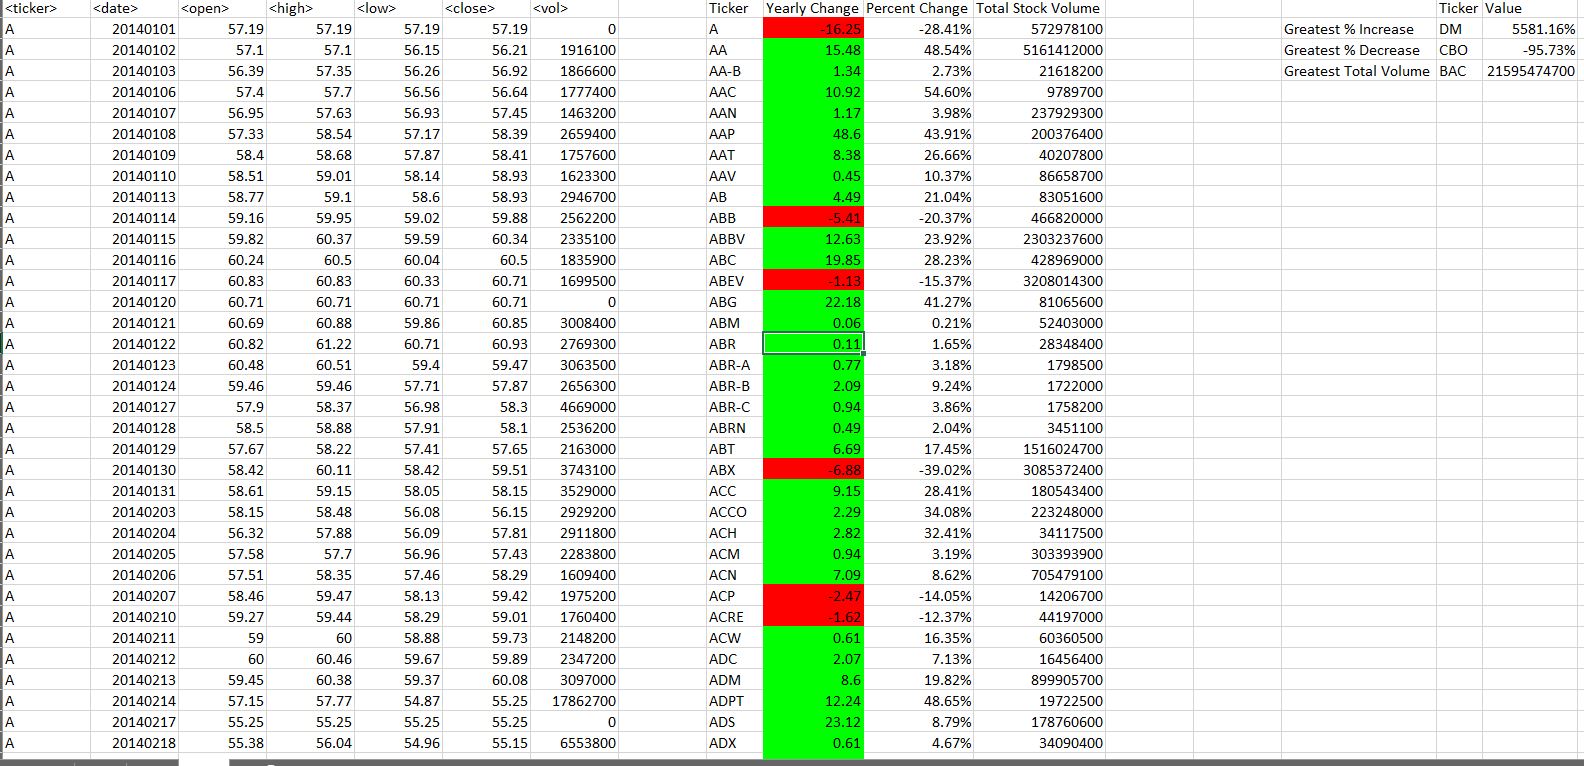 <ticker> <date> <open> <high> <low> <close> <vol> Ticker Yearly Change Percent Change Total Stock Volume Ticker Value
A 20140101 57.19 57.19 57.19 57.19 0 A -16.25 -28.41% 572978100 Greatest % Increase DM 5581.16%
A 20140102 57.1 57.1 56.15 56.21 1916100 AA 15.48 48.54% 5161412000 Greatest % Decrease CBO -95.73%
A 20140103 56.39 57.35 56.26 56.92 1866600 AA-B 1.34 2.73% 21618200 Greatest Total Volume BAC 21595474700
A 20140106 57.4 57.7 56.56 56.64 1777400 AAC 10.92 54.60% 9789700
A 20140107 56.95 57.63 56.93 57.45 1463200 AAN 1.17 3.98% 237929300
A 20140108 57.33 58.54 57.17 58.39 2659400 AAP 48.6 43.91% 200376400
A 20140109 58.4 58.68 57.87 58.41 1757600 AAT 8.38 26.66% 40207800
A 20140110 58.51 59.01 58.14 58.93 1623300 AAV 0.45 10.37% 86658700
A 20140113 58.77 59.1 58.6 58.93 2946700 AB 4.49 21.04% 83051600
A 20140114 59.16 59.95 59.02 59.88 2562200 ABB -5.41 -20.37% 466820000
A 20140115 59.82 60.37 59.59 60.34 2335100 ABBV 12.63 23.92% 2303237600
A 20140116 60.24 60.5 60.04 60.5 1835900 ABC 19.85 28.23% 428969000
A 20140117 60.83 60.83 60.33 60.71 1699500 ABEV -1.13 -15.37% 3208014300
A 20140120 60.71 60.71 60.71 60.71 0 ABG 22.18 41.27% 81065600
A 20140121 60.69 60.88 59.86 60.85 3008400 ABM 0.06 0.21% 52403000
A 20140122 60.82 61.22 60.71 60.93 2769300 ABR 0.11 1.65% 28348400
A 20140123 60.48 60.51 59.4 59.47 3063500 ABR-A 0.77 3.18% 1798500
A 20140124 59.46 59.46 57.71 57.87 2656300 ABR-B 2.09 9.24% 1722000
A 20140127 57.9 58.37 56.98 58.3 4669000 ABR-C 0.94 3.86% 1758200
A 20140128 58.5 58.88 57.91 58.1 2536200 ABRN 0.49 2.04% 3451100
A 20140129 57.67 58.22 57.41 57.65 2163000 ABT 6.69 17.45% 1516024700
A 20140130 58.42 60.11 58.42 59.51 3743100 ABX -6.88 -39.02% 3085372400
A 20140131 58.61 59.15 58.05 58.15 3529000 ACC 9.15 28.41% 180543400
A 20140203 58.15 58.48 56.08 56.15 2929200 ACCO 2.29 34.08% 223248000
A 20140204 56.32 57.88 56.09 57.81 2911800 ACH 2.82 32.41% 34117500
A 20140205 57.58 57.7 56.96 57.43 2283800 ACM 0.94 3.19% 303393900
A 20140206 57.51 58.35 57.46 58.29 1609400 ACN 7.09 8.62% 705479100
A 20140207 58.46 59.47 58.13 59.42 1975200 ACP -2.47 -14.05% 14206700
A 20140210 59.27 59.44 58.29 59.01 1760400 ACRE -1.62 -12.37% 44197000
A 20140211 59 60 58.88 59.73 2148200 ACW 0.61 16.35% 60360500
A 20140212 60 60.46 59.67 59.89 2347200 ADC 2.07 7.13% 16456400
A 20140213 59.45 60.38 59.37 60.08 3097000 ADM 8.6 19.82% 899905700
A 20140214 57.15 57.77 54.87 55.25 17862700 ADPT 12.24 48.65% 19722500
A 20140217 55.25 55.25 55.25 55.25 0 ADS 23.12 8.79% 178760600
A 20140218 55.38 56.04 54.96 55.15 6553800 ADX 0.61 4.67% 34090400